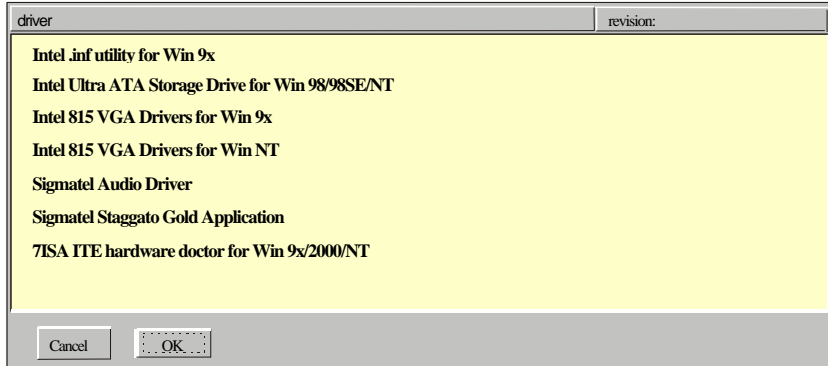 driver revision:
Intel .inf utility for Win 9x
Intel Ultra ATA Storage Drive for Win 98/98SE/NT
Intel 815 VGA Drivers for Win 9x
Intel 815 VGA Drivers for Win NT
Sigmatel Audio Driver
Sigmatel Staggato Gold Application
7ISA ITE hardware doctor for Win 9x/2000/NT
Cancel OK